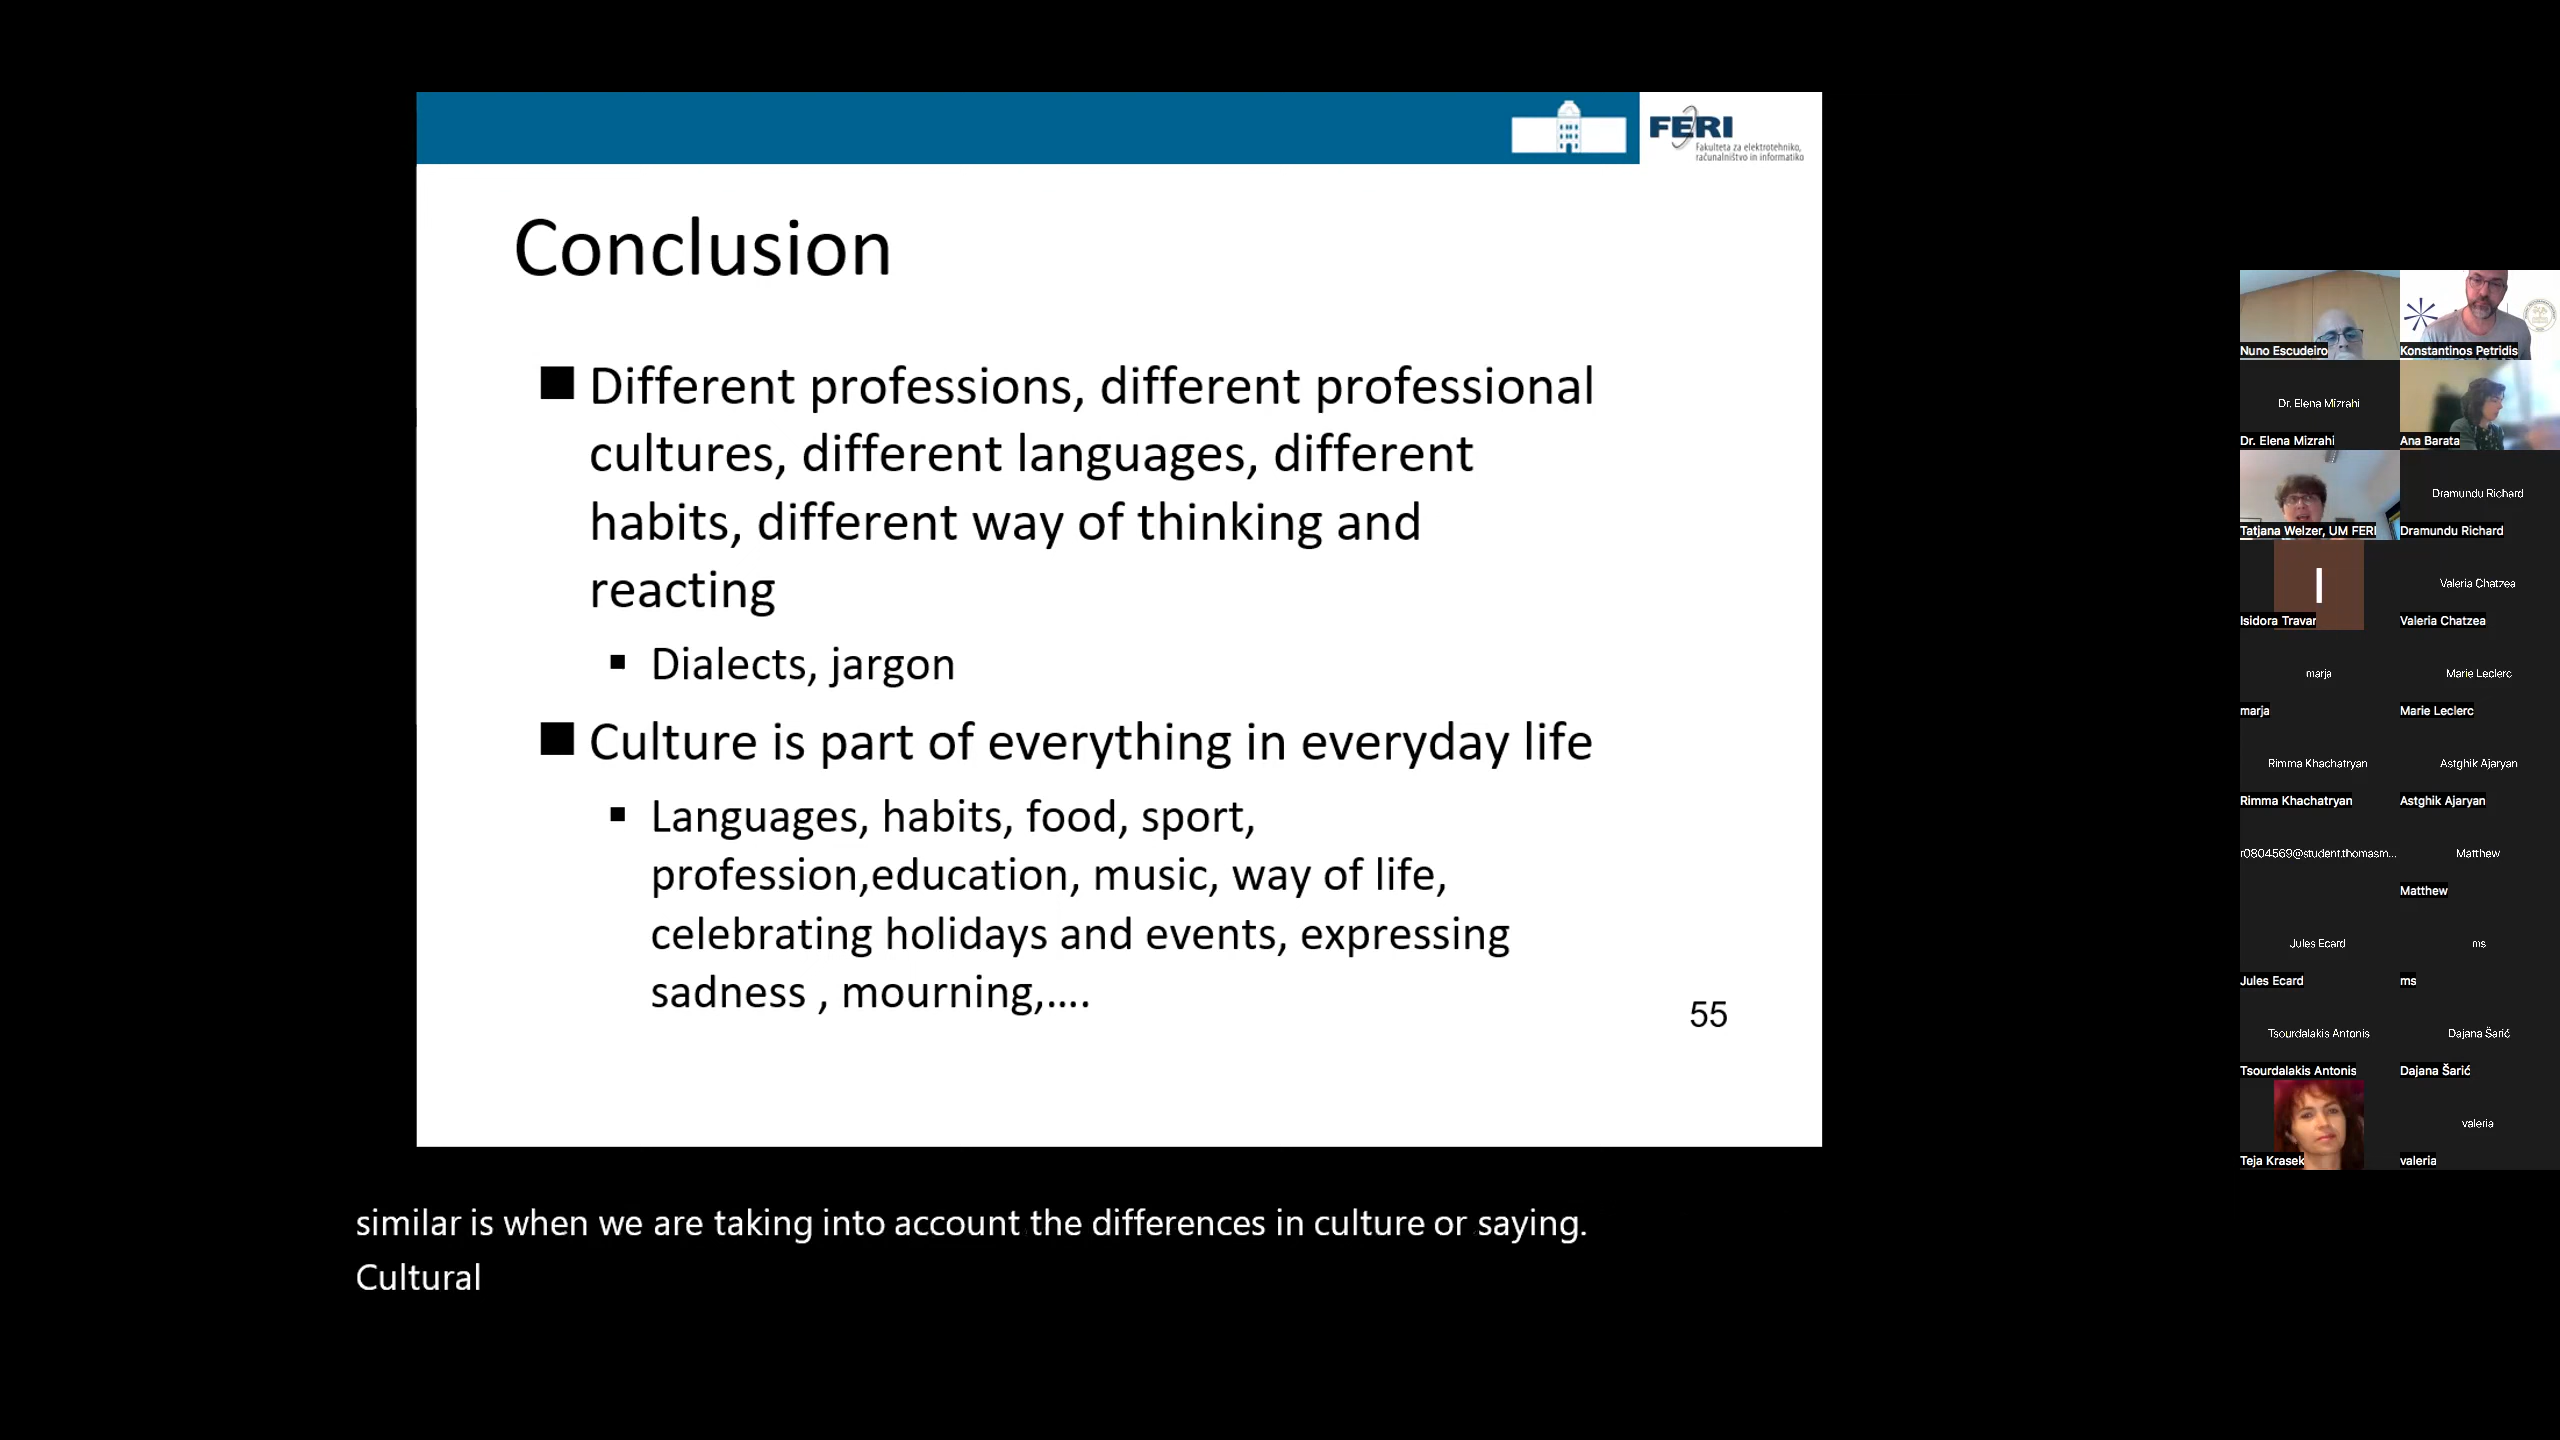 FERI
Fakulteta za elektrotehniko,
računalništvo in informatiko
Conclusion
Different professions, different professional
cultures, different languages, different
habits, different way of thinking and
reacting
Dialects, jargon
Culture is part of everything in everyday life
Languages, habits, food, sport,
profession,education, music, way of life,
celebrating holidays and events, expressing
sadness , mourning,....
55
similar is when we are taking into account the differences in culture or saying.
Cultural
Nuno Escudeiro
Konstantinos Petridis
Dr. Elena Mizrahi
Dr. Elena Mizrahi
Ana Barata
Tatjana Welzer, UM FERI
Dramundu Richard
Dramundu Richard
I
Isidora Travar
Valeria Chatzea
Valeria Chatzea
marja
marja
Marie Leclerc
Marie Leclerc
Rimma Khachatryan
Rimma Khachatryan
Astghik Ajaryan
Astghik Ajaryan
r0804569@student.thomasm...
Matthew
Matthew
Jules Ecard
Jules Ecard
ms
ms
Tsourdalakis Antonis
Tsourdalakis Antonis
Dajana Šarić
Dajana Šarić
Teja Krasek
valeria
valeria